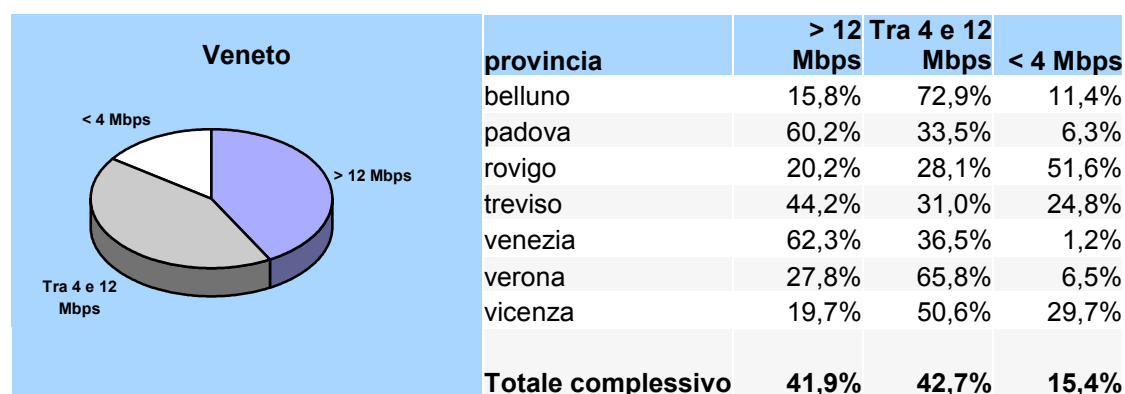 Veneto
< 4 Mbps
> 12 Mbps
Tra 4 e 12
Mbps
provincia > 12 Mbps Tra 4 e 12 Mbps < 4 Mbps
belluno 15,8% 72,9% 11,4%
padova 60,2% 33,5% 6,3%
rovigo 20,2% 28,1% 51,6%
treviso 44,2% 31,0% 24,8%
venezia 62,3% 36,5% 1,2%
verona 27,8% 65,8% 6,5%
vicenza 19,7% 50,6% 29,7%
Totale complessivo 41,9% 42,7% 15,4%